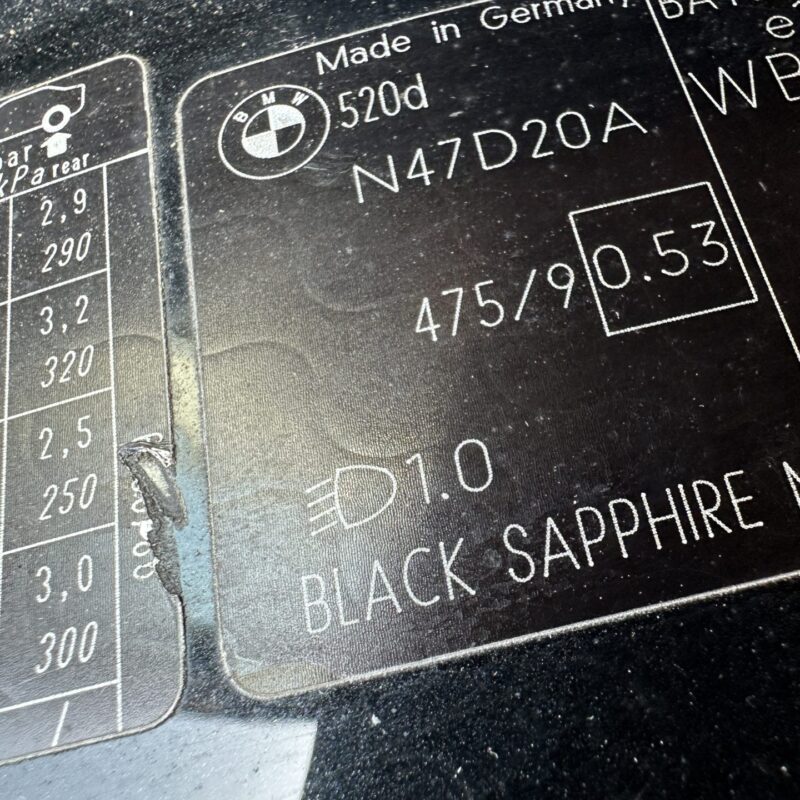 bar
kPa rear
2,9
290
3,2
320
2,5
250
3,0
300
/
Made in Germany
BMW
520d
N47D20A
475/9 0.53
1.0
BLACK SAPPHIRE
WB